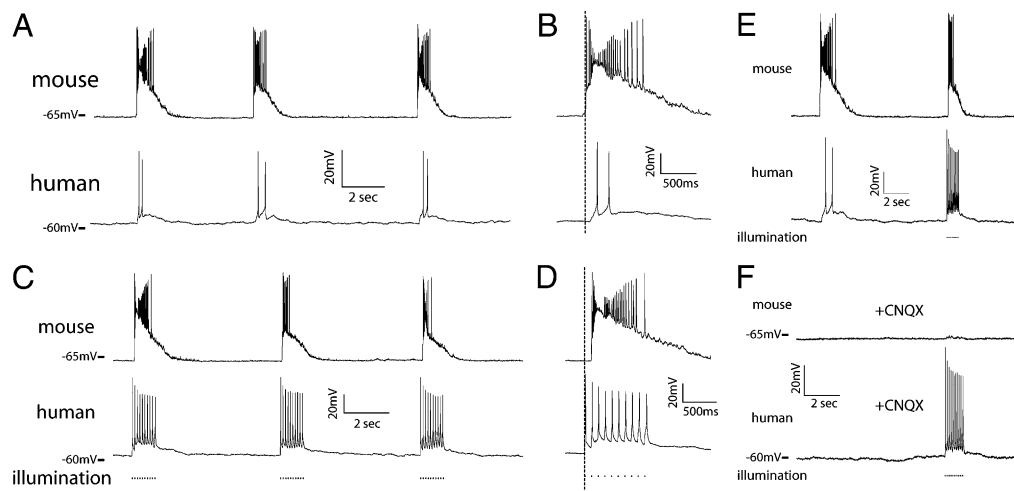 A
mouse
-65mV
human
20mV
2 sec
-60mV
B
20mV
500ms
E
mouse
human
20mV
2 sec
illumination
C
mouse
-65mV
human
20mV
2 sec
-60mV
illumination
D
20mV
500ms
F
mouse
+CNQX
-65mV
20mV
2 sec
+CNQX
human
-60mV
illumination